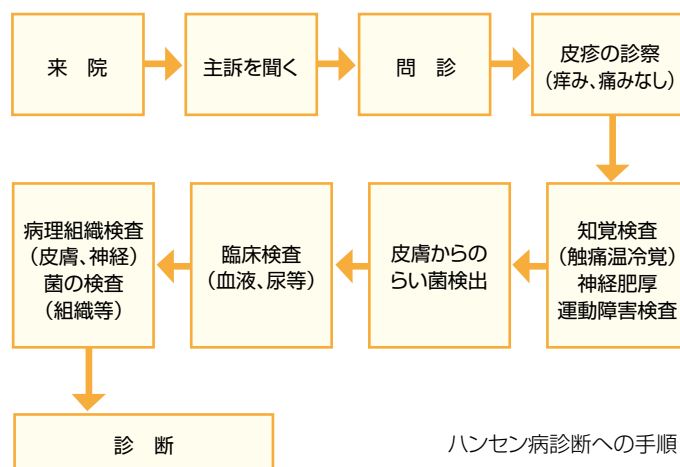 来　院
主訴を聞く
問　診
皮疹の診察
（痒み、痛みなし）
知覚検査
（触痛温冷覚）
神経肥厚
運動障害検査
皮膚からの
らい菌検出
臨床検査
（血液、尿等）
病理組織検査
（皮膚、神経）
菌の検査
（組織等）
診　断
ハンセン病診断への手順